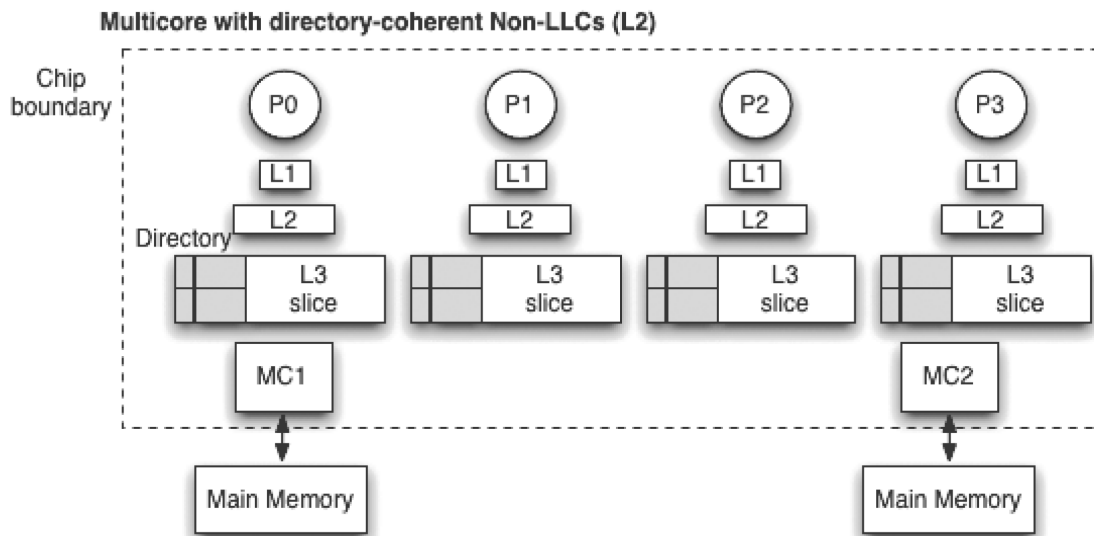 Multicore with directory-coherent Non-LLCs (L2)
Chip
boundary
P0
P1
P2
P3
L1
L1
L1
L1
L2
L2
L2
L2
Directory
L3
slice
L3
slice
L3
slice
L3
slice
MC1
MC2
Main Memory
Main Memory